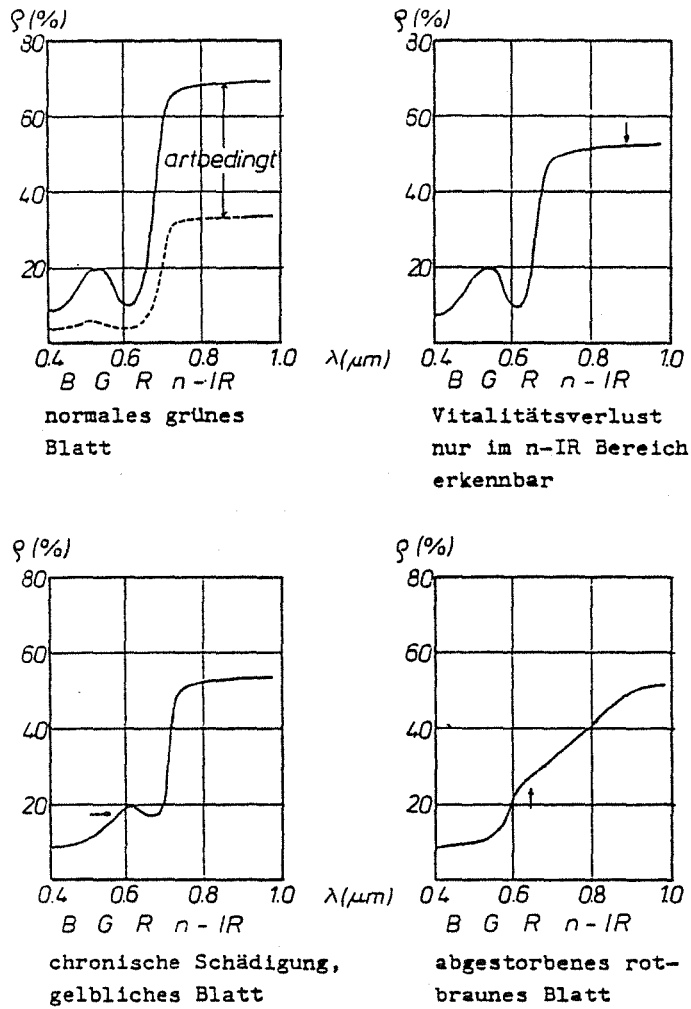 ρ (%)
80
60
40
20
artbedingt
0.4 0.6 0.8 1.0 λ(μm)
B G R n-IR
normales grünes
Blatt
ρ (%)
80
60
40
20
0.4 0.6 0.8 1.0
B G R n-IR
Vitalitätsverlust
nur im n-IR Bereich
erkennbar
ρ (%)
80
60
40
20
0.4 0.6 0.8 1.0 λ(μm)
B G R n-IR
chronische Schädigung,
gelbliches Blatt
ρ (%)
80
60
40
20
0.4 0.6 0.8 1.0
B G R n-IR
abgestorbenes rot-
braunes Blatt